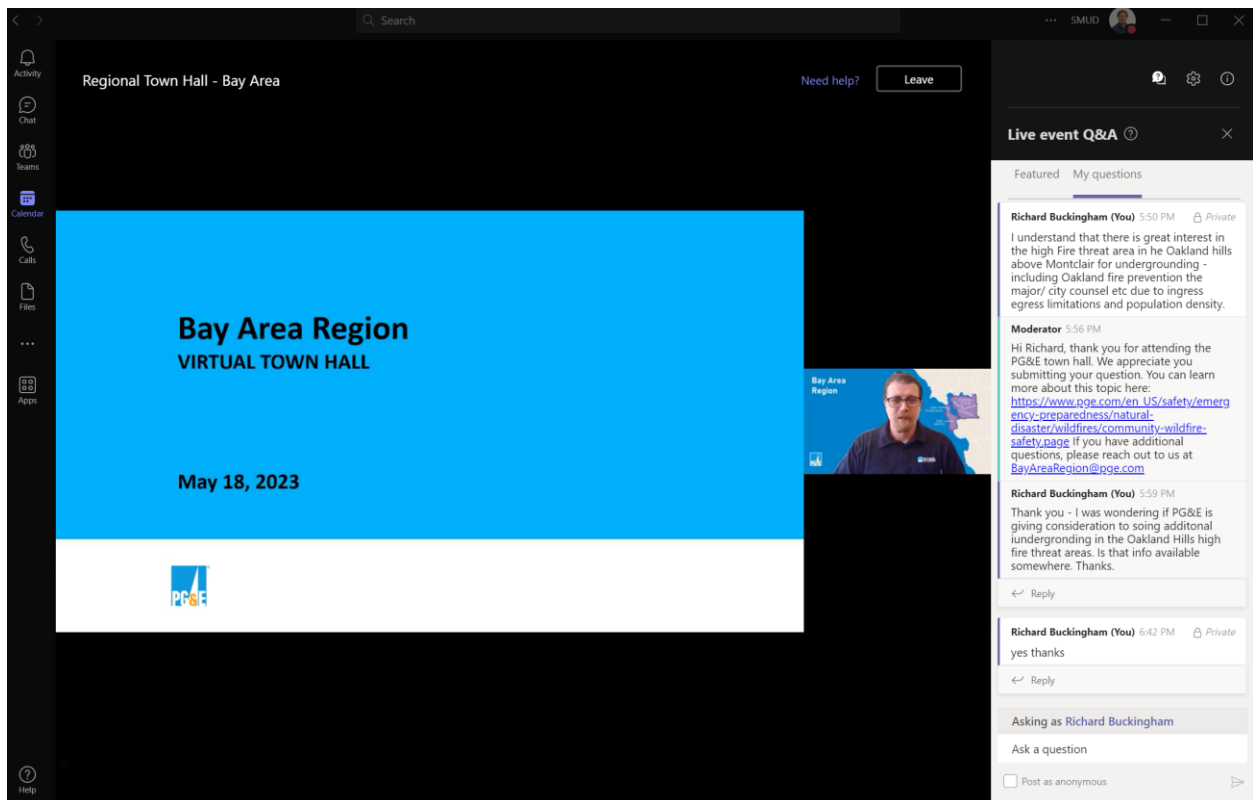 Search
SMUD
Activity
Chat
Teams
Calendar
Calls
Files
Apps
Help
Regional Town Hall - Bay Area
Need help?
Leave
Bay Area Region
VIRTUAL TOWN HALL
May 18, 2023
PG&E
Bay Area
Region
Live event Q&A
Featured
My questions
Richard Buckingham (You) 5:50 PM Private
I understand that there is great interest in
the high Fire threat area in he Oakland hills
above Montclair for undergrounding -
including Oakland fire prevention the
major/ city counsel etc due to ingress
egress limitations and population density.
Moderator 5:56 PM
Hi Richard, thank you for attending the
PG&E town hall. We appreciate you
submitting your question. You can learn
more about this topic here:
https://www.pge.com/en_US/safety/emerg
ency-preparedness/natural-
disaster/wildfires/community-wildfire-
safety.page If you have additional
questions, please reach out to us at
BayAreaRegion@pge.com
Richard Buckingham (You) 5:59 PM
Thank you - I was wondering if PG&E is
giving consideration to soing additonal
iundergronding in the Oakland Hills high
fire threat areas. Is that info available
somewhere. Thanks.
Reply
Richard Buckingham (You) 6:42 PM Private
yes thanks
Reply
Asking as Richard Buckingham
Ask a question
Post as anonymous